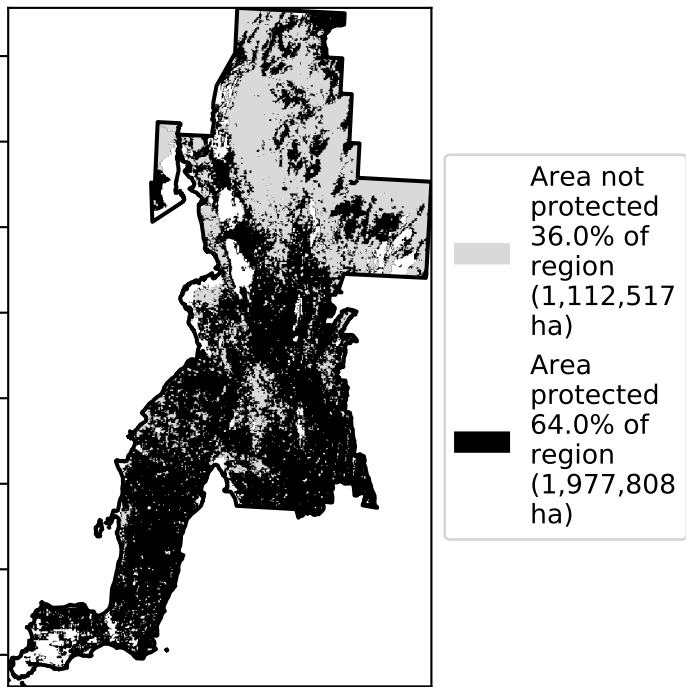 Area not
protected
36.0% of
region
(1,112,517
ha)
Area
protected
64.0% of
region
(1,977,808
ha)